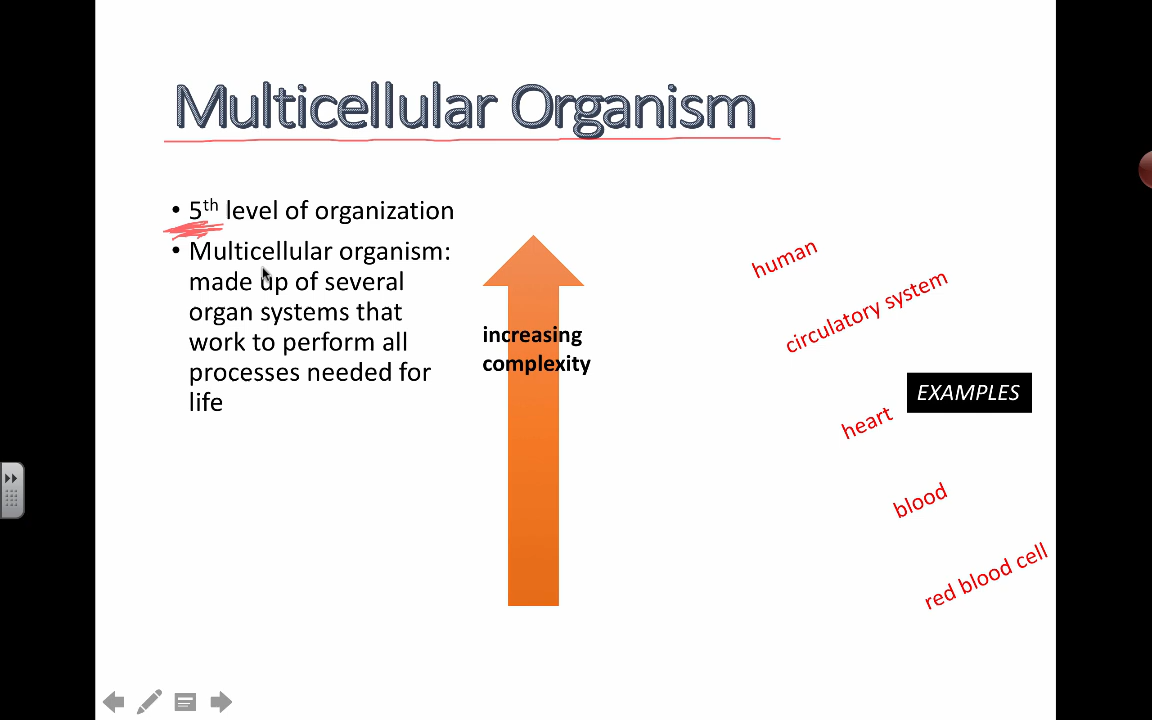 Multicellular Organism
• 5th level of organization
• Multicellular organism:
made up of several
organ systems that
work to perform all
processes needed for
life
increasing
complexity
human
circulatory system
EXAMPLES
heart
blood
red blood cell